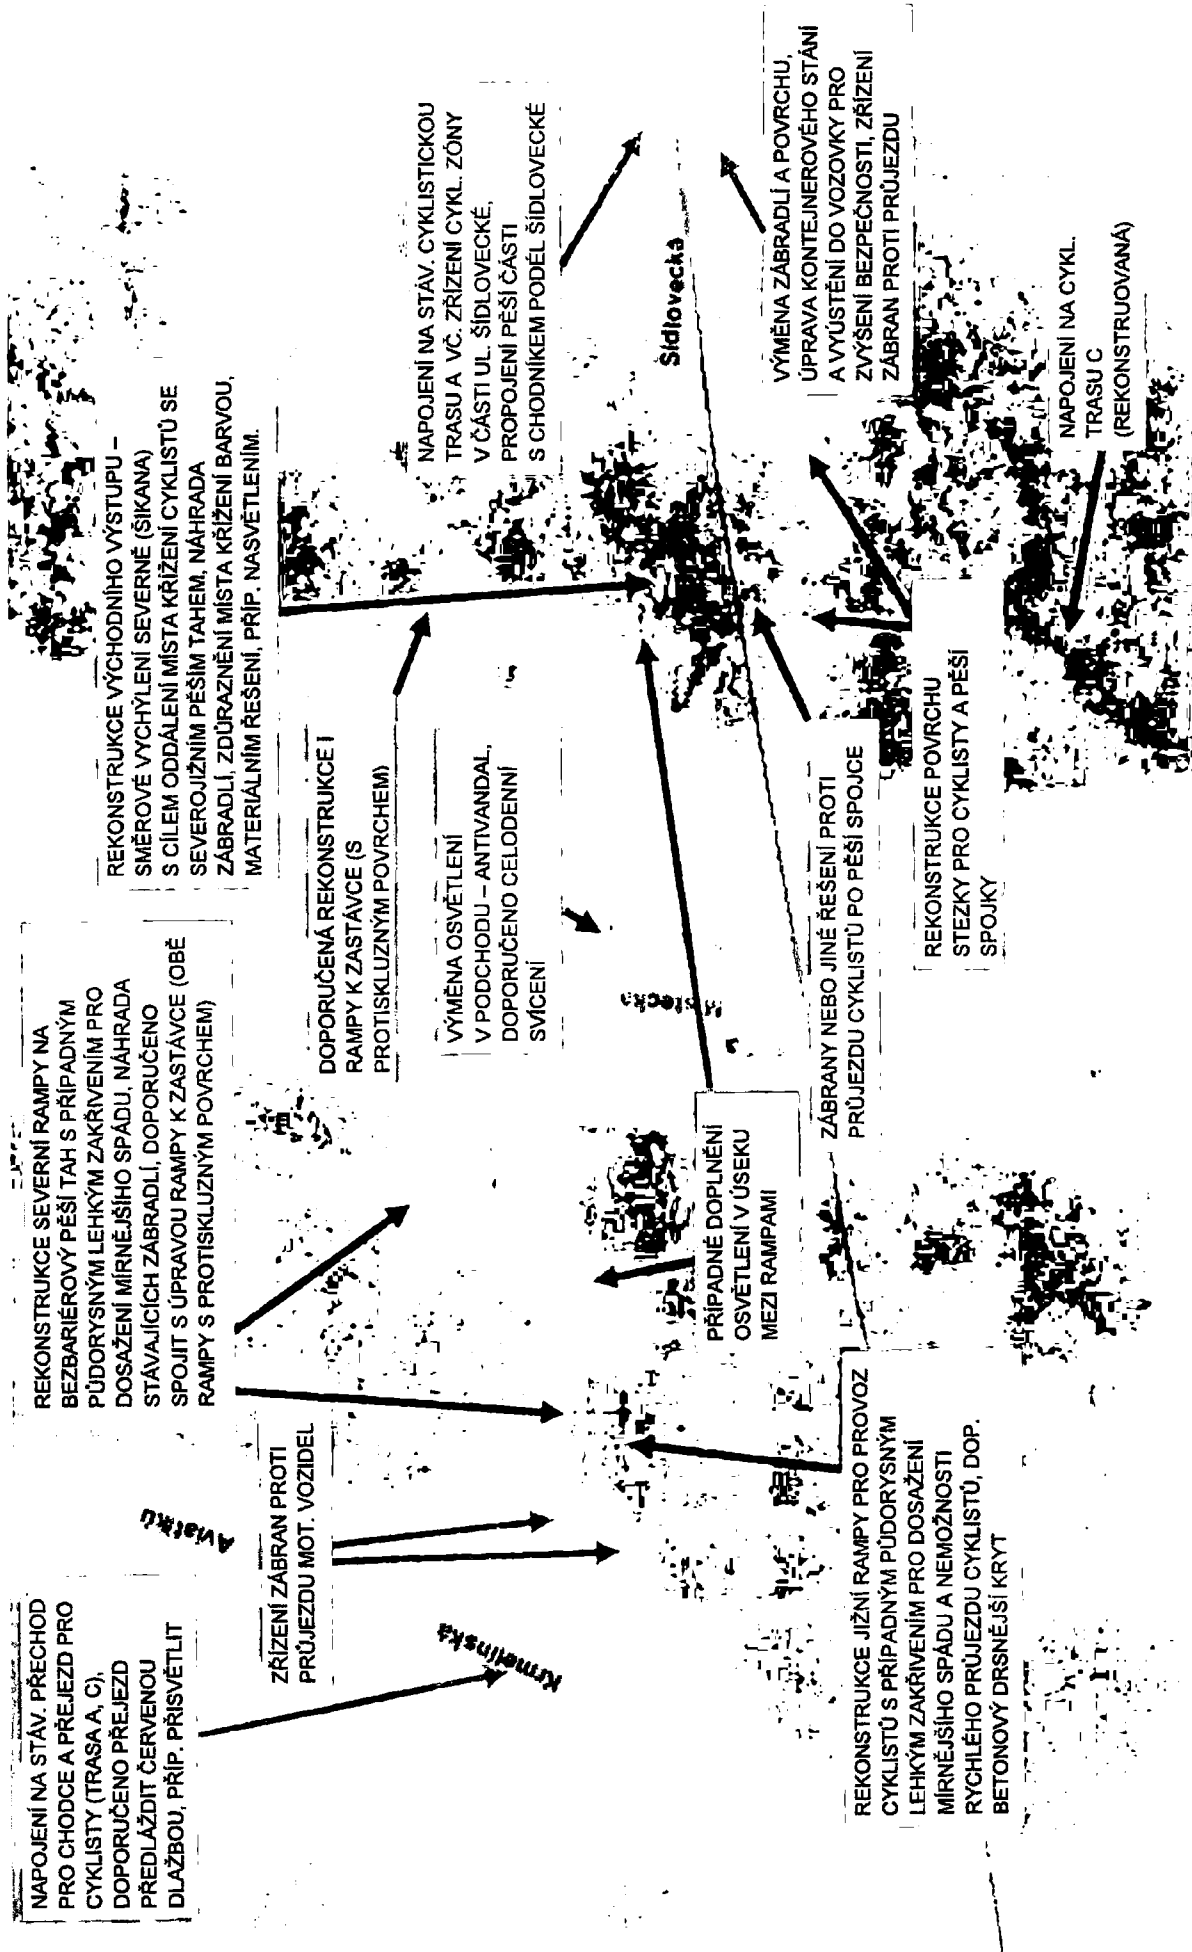 NAPOJENÍ NA STÁV. PŘECHOD
PRO CHODCE A PŘEJEZD PRO
CYKLISTY (TRASA A, C),
DOPORUČENO PŘEJEZD
PŘEDLÁŽDIT ČERVENOU
DLAŽBOU, PŘÍP. PŘISVĚTLIT
REKONSTRUKCE SEVERNÍ RAMPY NA
BEZBARIÉROVÝ PĚŠÍ TAH S PŘÍPADNÝM
PŮDORYSNÝM LEHKÝM ZAKŘIVENÍM PRO
DOSAŽENÍ MÍRNĚJŠÍHO SPÁDU, NÁHRADA
STÁVAJÍCÍCH ZÁBRADLÍ, DOPORUČENO
SPOJIT S ÚPRAVOU RAMPY K ZASTÁVCE (OBĚ
RAMPY S PROTISKLUZNÝM POVRCHEM)
REKONSTRUKCE VÝCHODNÍHO VÝSTUPU –
SMĚROVÉ VYCHÝLENÍ SEVERNĚ (ŠIKANA)
S CÍLEM ODDÁLENÍ MÍSTA KŘÍŽENÍ CYKLISTŮ SE
SEVEROJIŽNÍM PĚŠÍM TAHEM, NÁHRADA
ZÁBRADLÍ, ZDŮRAZNĚNÍ MÍSTA KŘÍŽENÍ BARVOU,
MATERIÁLNÍM ŘEŠENÍ, PŘÍP. NASVĚTLENÍM.
Aviatiků
ZŘÍZENÍ ZÁBRAN PROTI
PRŮJEZDU MOT. VOZIDEL
DOPORUČENÁ REKONSTRUKCE I
RAMPY K ZASTÁVCE (S
PROTISKLUZNÝM POVRCHEM)
NAPOJENÍ NA STÁV. CYKLISTICKOU
TRASU A VČ. ZŘÍZENÍ CYKL. ZÓNY
V ČÁSTI UL. ŠÍDLOVECKÉ,
PROPOJENÍ PĚŠÍ ČÁSTI
S CHODNÍKEM PODÉL ŠÍDLOVECKÉ
VÝMĚNA OSVĚTLENÍ
V PODCHODU – ANTIVANDAL,
DOPORUČENO CELODENNÍ
SVÍCENÍ
Krmelínská
Šídlovecká
PŘÍPADNÉ DOPLNĚNÍ
OSVĚTLENÍ V ÚSEKU
MEZI RAMPAMI
VÝMĚNA ZÁBRADLÍ A POVRCHU,
ÚPRAVA KONTEJNEROVÉHO STÁNÍ
A VYÚSTĚNÍ DO VOZOVKY PRO
ZVÝŠENÍ BEZPEČNOSTI, ZŘÍZENÍ
ZÁBRAN PROTI PRŮJEZDU
ZÁBRANY NEBO JINÉ ŘEŠENÍ PROTI
PRŮJEZDU CYKLISTŮ PO PĚŠÍ SPOJCE
REKONSTRUKCE JIŽNÍ RAMPY PRO PROVOZ
CYKLISTŮ S PŘÍPADNÝM PŮDORYSNÝM
LEHKÝM ZAKŘIVENÍM PRO DOSAŽENÍ
MÍRNĚJŠÍHO SPÁDU A NEMOŽNOSTI
RYCHLÉHO PRŮJEZDU CYKLISTŮ, DOP.
BETONOVÝ DRSNĚJŠÍ KRYT
REKONSTRUKCE POVRCHU
STEZKY PRO CYKLISTY A PĚŠÍ
SPOJKY
NAPOJENÍ NA CYKL.
TRASU C
(REKONSTRUOVANÁ)